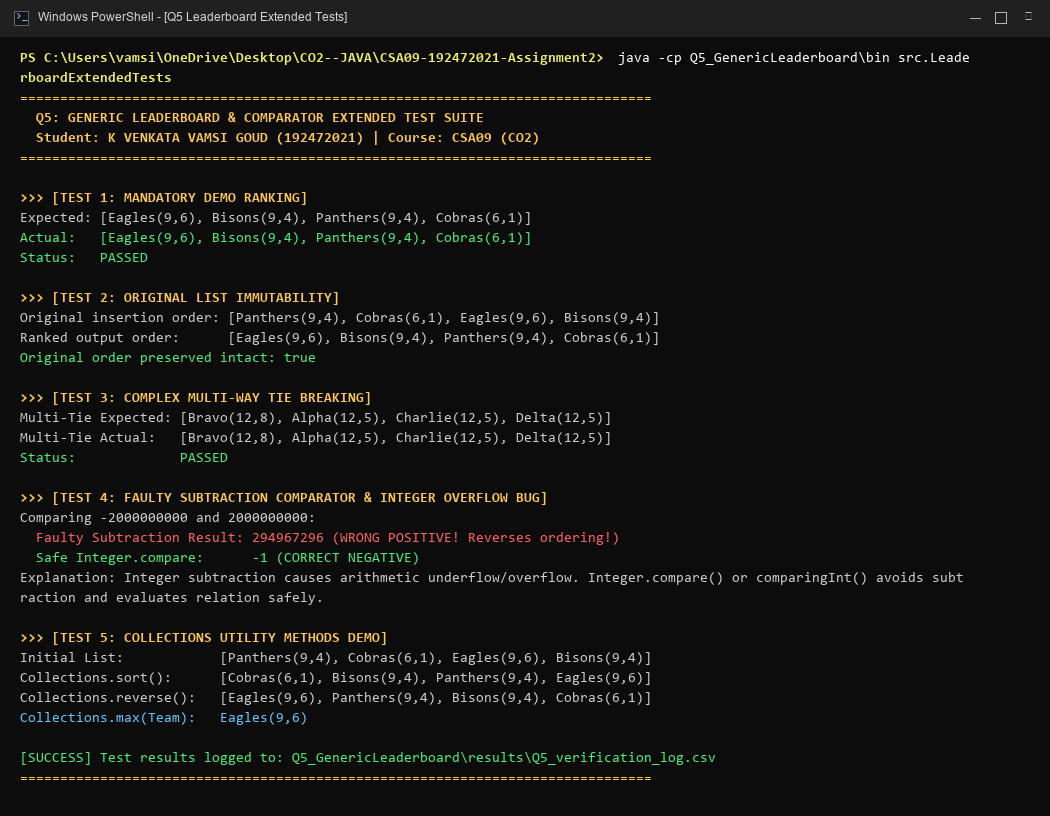 Windows PowerShell - [Q5 Leaderboard Extended Tests]
PS C:\Users\vamsi\OneDrive\Desktop\CO2--JAVA\CSA09-192472021-Assignment2> java -cp Q5_GenericLeaderboard\bin src.Leade
rboardExtendedTests
===============================================================================
  Q5: GENERIC LEADERBOARD & COMPARATOR EXTENDED TEST SUITE
  Student: K VENKATA VAMSI GOUD (192472021) | Course: CSA09 (CO2)
===============================================================================
>>> [TEST 1: MANDATORY DEMO RANKING]
Expected: [Eagles(9,6), Bisons(9,4), Panthers(9,4), Cobras(6,1)]
Actual:   [Eagles(9,6), Bisons(9,4), Panthers(9,4), Cobras(6,1)]
Status:   PASSED
>>> [TEST 2: ORIGINAL LIST IMMUTABILITY]
Original insertion order: [Panthers(9,4), Cobras(6,1), Eagles(9,6), Bisons(9,4)]
Ranked output order:      [Eagles(9,6), Bisons(9,4), Panthers(9,4), Cobras(6,1)]
Original order preserved intact: true
>>> [TEST 3: COMPLEX MULTI-WAY TIE BREAKING]
Multi-Tie Expected: [Bravo(12,8), Alpha(12,5), Charlie(12,5), Delta(12,5)]
Multi-Tie Actual:   [Bravo(12,8), Alpha(12,5), Charlie(12,5), Delta(12,5)]
Status:             PASSED
>>> [TEST 4: FAULTY SUBTRACTION COMPARATOR & INTEGER OVERFLOW BUG]
Comparing -2000000000 and 2000000000:
  Faulty Subtraction Result: 294967296 (WRONG POSITIVE! Reverses ordering!)
  Safe Integer.compare:      -1 (CORRECT NEGATIVE)
Explanation: Integer subtraction causes arithmetic underflow/overflow. Integer.compare() or comparingInt() avoids subt
raction and evaluates relation safely.
>>> [TEST 5: COLLECTIONS UTILITY METHODS DEMO]
Initial List:            [Panthers(9,4), Cobras(6,1), Eagles(9,6), Bisons(9,4)]
Collections.sort():      [Cobras(6,1), Bisons(9,4), Panthers(9,4), Eagles(9,6)]
Collections.reverse():   [Eagles(9,6), Panthers(9,4), Bisons(9,4), Cobras(6,1)]
Collections.max(Team):   Eagles(9,6)
[SUCCESS] Test results logged to: Q5_GenericLeaderboard\results\Q5_verification_log.csv
===============================================================================